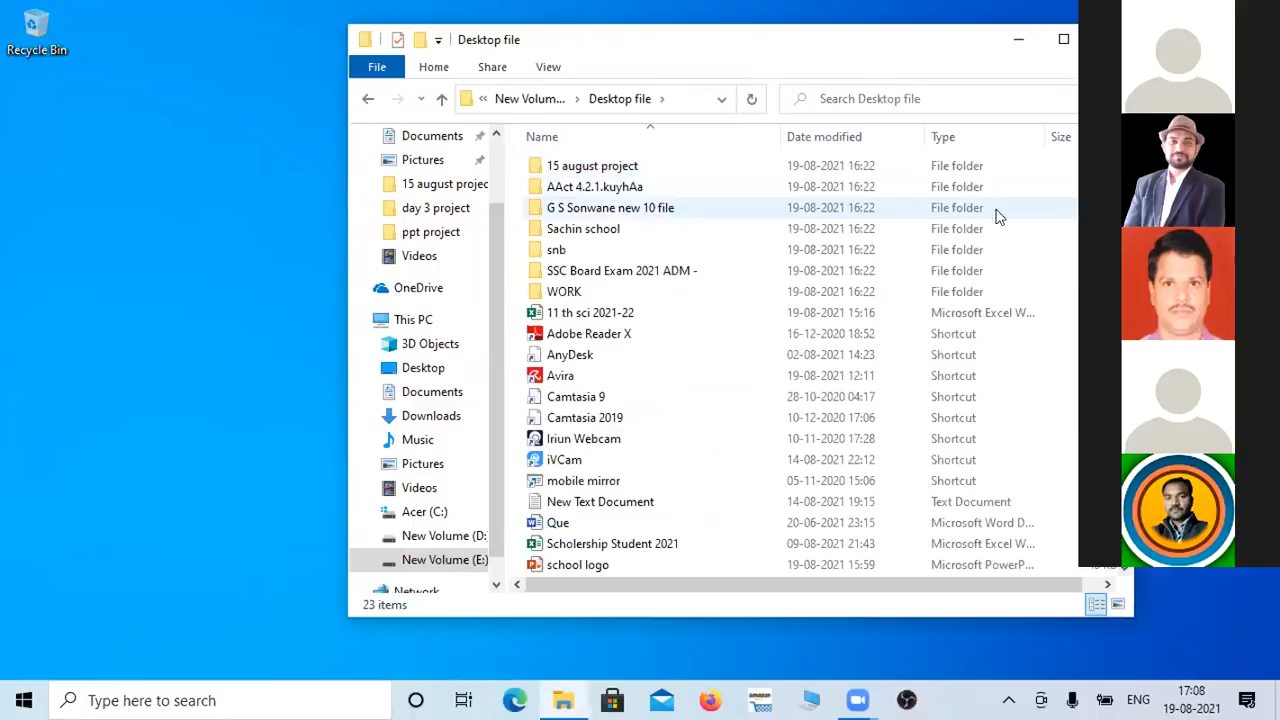 Recycle Bin
Desktop file
File Home Share View
« New Volum... › Desktop file › Search Desktop file
Name Date modified Type Size
Documents
Pictures
15 august projec
day 3 project
ppt project
Videos
OneDrive
This PC
3D Objects
Desktop
Documents
Downloads
Music
Pictures
Videos
Acer (C:)
New Volume (D:
New Volume (E:)
Network
15 august project 19-08-2021 16:22 File folder
AAct 4.2.1.kuyhAa 19-08-2021 16:22 File folder
G S Sonwane new 10 file 19-08-2021 16:22 File folder
Sachin school 19-08-2021 16:22 File folder
snb 19-08-2021 16:22 File folder
SSC Board Exam 2021 ADM - 19-08-2021 16:22 File folder
WORK 19-08-2021 16:22 File folder
11 th sci 2021-22 19-08-2021 15:16 Microsoft Excel W...
Adobe Reader X 16-12-2020 18:52 Shortcut
AnyDesk 02-08-2021 14:23 Shortcut
Avira 19-08-2021 12:11 Shortcut
Camtasia 9 28-10-2020 04:17 Shortcut
Camtasia 2019 10-12-2020 17:06 Shortcut
Iriun Webcam 10-11-2020 17:28 Shortcut
iVCam 14-08-2021 22:12 Shortcut
mobile mirror 05-11-2020 15:06 Shortcut
New Text Document 14-08-2021 19:15 Text Document
Que 20-06-2021 23:15 Microsoft Word D...
Scholership Student 2021 09-08-2021 21:43 Microsoft Excel W...
school logo 19-08-2021 15:59 Microsoft PowerP...
23 items
Type here to search
amazon
ENG
17:08
19-08-2021